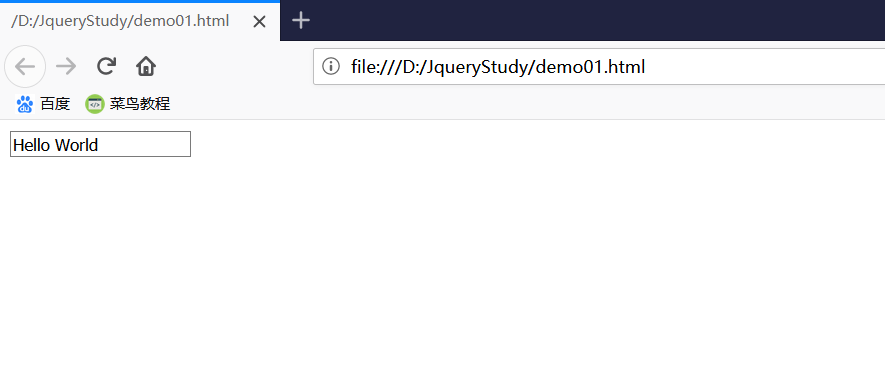 /D:/JqueryStudy/demo01.html
file:///D:/JqueryStudy/demo01.html
百度 菜鸟教程
Hello World